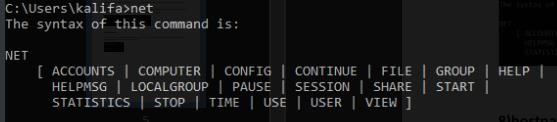 C:\Users\kalifa>net
The syntax of this command is:
NET
[ ACCOUNTS | COMPUTER | CONFIG | CONTINUE | FILE | GROUP | HELP |
HELPMSG | LOCALGROUP | PAUSE | SESSION | SHARE | START |
STATISTICS | STOP | TIME | USE | USER | VIEW ]